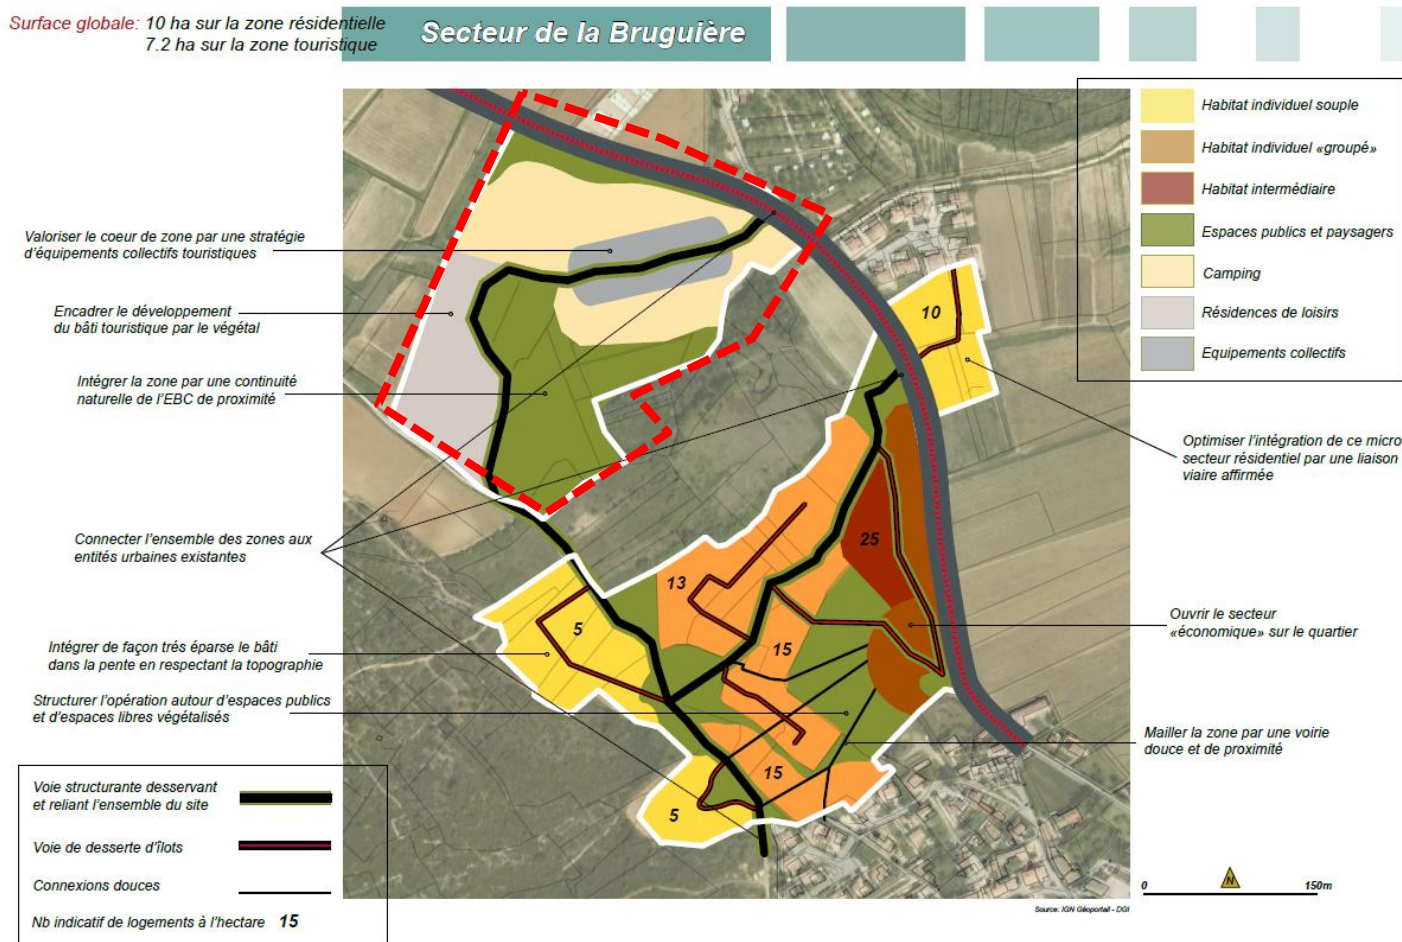 Surface globale: 10 ha sur la zone résidentielle
7.2 ha sur la zone touristique
Secteur de la Bruguière
Habitat individuel souple
Habitat individuel «groupé»
Habitat intermédiaire
Espaces publics et paysagers
Camping
Résidences de loisirs
Equipements collectifs
Valoriser le coeur de zone par une stratégie
d'équipements collectifs touristiques
Encadrer le développement
du bâti touristique par le végétal
Intégrer la zone par une continuité
naturelle de l'EBC de proximité
Connecter l'ensemble des zones aux
entités urbaines existantes
Intégrer de façon trés éparse le bâti
dans la pente en respectant la topographie
Structurer l'opération autour d'espaces publics
et d'espaces libres végétalisés
10
25
13
5
15
15
5
Optimiser l'intégration de ce micro
secteur résidentiel par une liaison
viaire affirmée
Ouvrir le secteur
«économique» sur le quartier
Mailler la zone par une voirie
douce et de proximité
Voie structurante desservant
et reliant l'ensemble du site
Voie de desserte d'îlots
Connexions douces
Nb indicatif de logements à l'hectare 15
N
0 150m
Source: IGN Géoportail - DGI